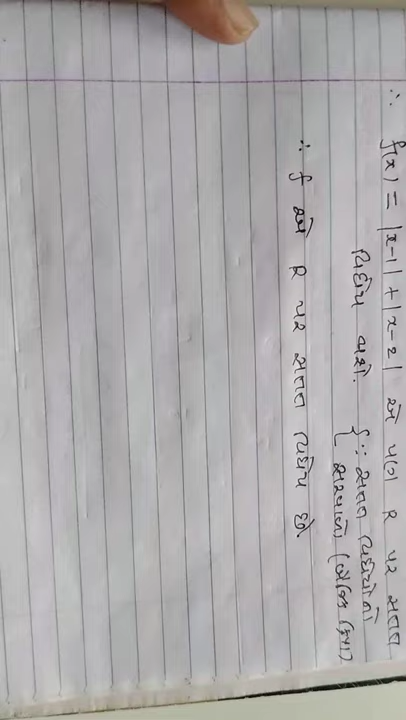 ∴ f(x) = |x-1| + |x-2| એ પણ R પર સતત
વિધેય થશે. {∵ સતત વિધેયોના
સરવાળા
∴ f એ R પર સતત વિધેય છે.